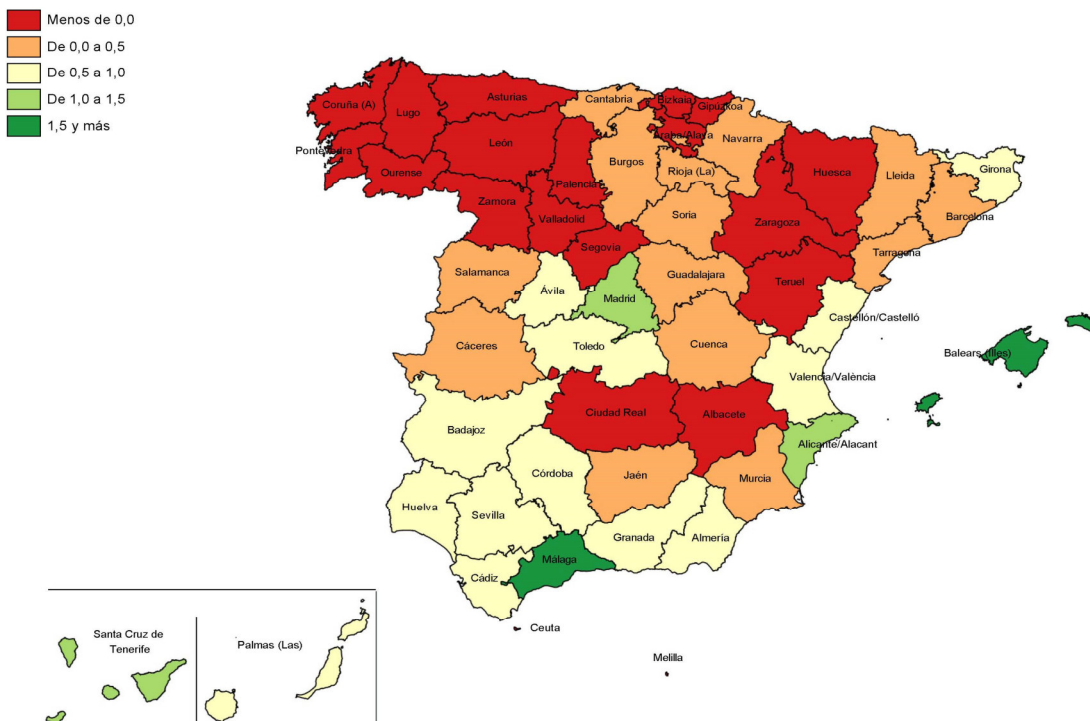 Menos de 0,0
De 0,0 a 0,5
De 0,5 a 1,0
De 1,0 a 1,5
1,5 y más
Coruña (A)
Lugo
Asturias
Cantabria
Bizkaia
Gipuzkoa
Araba/Alava
Navarra
Pontevedra
Ourense
León
Palencia
Burgos
Rioja (La)
Huesca
Lleida
Girona
Barcelona
Zamora
Valladolid
Soria
Zaragoza
Segovia
Tarragona
Salamanca
Ávila
Madrid
Guadalajara
Teruel
Castellón/Castelló
Cáceres
Toledo
Cuenca
Valencia/València
Balears (Illes)
Badajoz
Ciudad Real
Albacete
Alicante/Alacant
Córdoba
Jaén
Murcia
Huelva
Sevilla
Granada
Almería
Málaga
Cádiz
Ceuta
Melilla
Santa Cruz de
Tenerife
Palmas (Las)